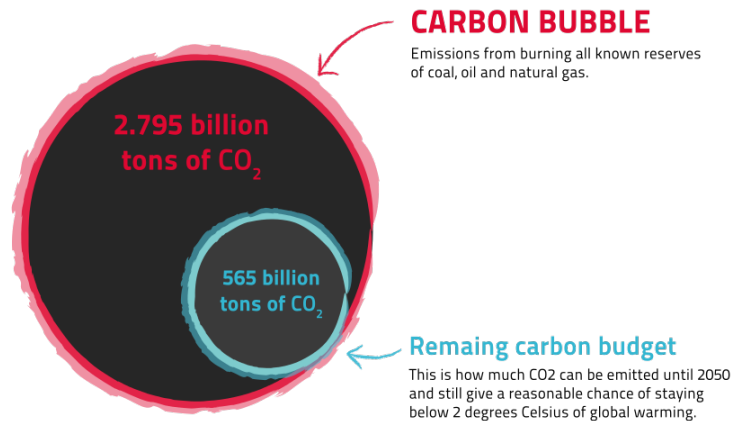 CARBON BUBBLE
Emissions from burning all known reserves
of coal, oil and natural gas.
2.795 billion
tons of CO₂
565 billion
tons of CO₂
Remaing carbon budget
This is how much CO2 can be emitted until 2050
and still give a reasonable chance of staying
below 2 degrees Celsius of global warming.